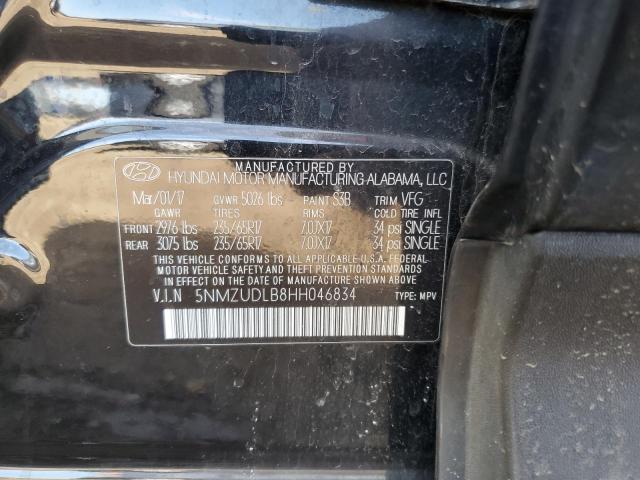 MANUFACTURED BY
HYUNDAI MOTOR MANUFACTURING ALABAMA, LLC
Mar/01/17 GVWR 5026 lbs PAINT S3B TRIM VFG
GAWR TIRES RIMS COLD TIRE INFL
FRONT 2976 lbs 235/65R17 7.0JX17 34 psi SINGLE
REAR 3075 lbs 235/65R17 7.0JX17 34 psi SINGLE
THIS VEHICLE CONFORMS TO ALL APPLICABLE U.S.A. FEDERAL
MOTOR VEHICLE SAFETY AND THEFT PREVENTION STANDARDS
IN EFFECT ON THE DATE OF MANUFACTURE SHOWN ABOVE.
V.I.N 5NMZUDLB8HH046834 TYPE: MPV